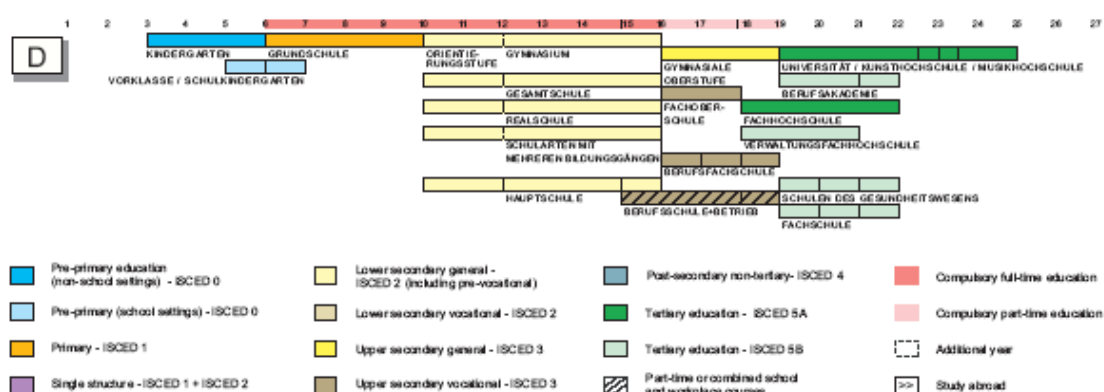 1 2 3 4 5 6 7 8 9 10 11 12 13 14 15 16 17 18 19 20 21 22 23 24 25 26 27
D
KINDERGARTEN GRUNDSCHULE ORIENTIE-
RUNGSSTUFE GYMNASIUM
VORKLASSE / SCHULKINDERGARTEN
GYMNASIALE
OBERSTUFE
UNIVERSITÄT / KUNSTHOCHSCHULE / MUSIKHOCHSCHULE
GESAMTSCHULE
BERUFSAKADEMIE
REALSCHULE
FACHOBER-
SCHULE
FACHHOCHSCHULE
SCHULARTEN MIT
MEHREREN BILDUNGSGÄNGEN
VERWALTUNGSFACHHOCHSCHULE
BERUFSFACHSCHULE
HAUPTSCHULE
SCHULEN DES GESUNDHEITSWESENS
BERUFSSCHULE+BETRIEB
FACHSCHULE
Pre-primary education
(non-school settings) - ISCED 0
Pre-primary (school settings) - ISCED 0
Primary - ISCED 1
Single structure - ISCED 1 + ISCED 2
Lower secondary general -
ISCED 2 (including pre-vocational)
Lower secondary vocational - ISCED 2
Upper secondary general - ISCED 3
Upper secondary vocational - ISCED 3
Post-secondary non-tertiary- ISCED 4
Tertiary education - ISCED 5A
Tertiary education - ISCED 5B
Part-time or combined school
and workplace courses
Compulsory full-time education
Compulsory part-time education
Additional year
>> Study abroad